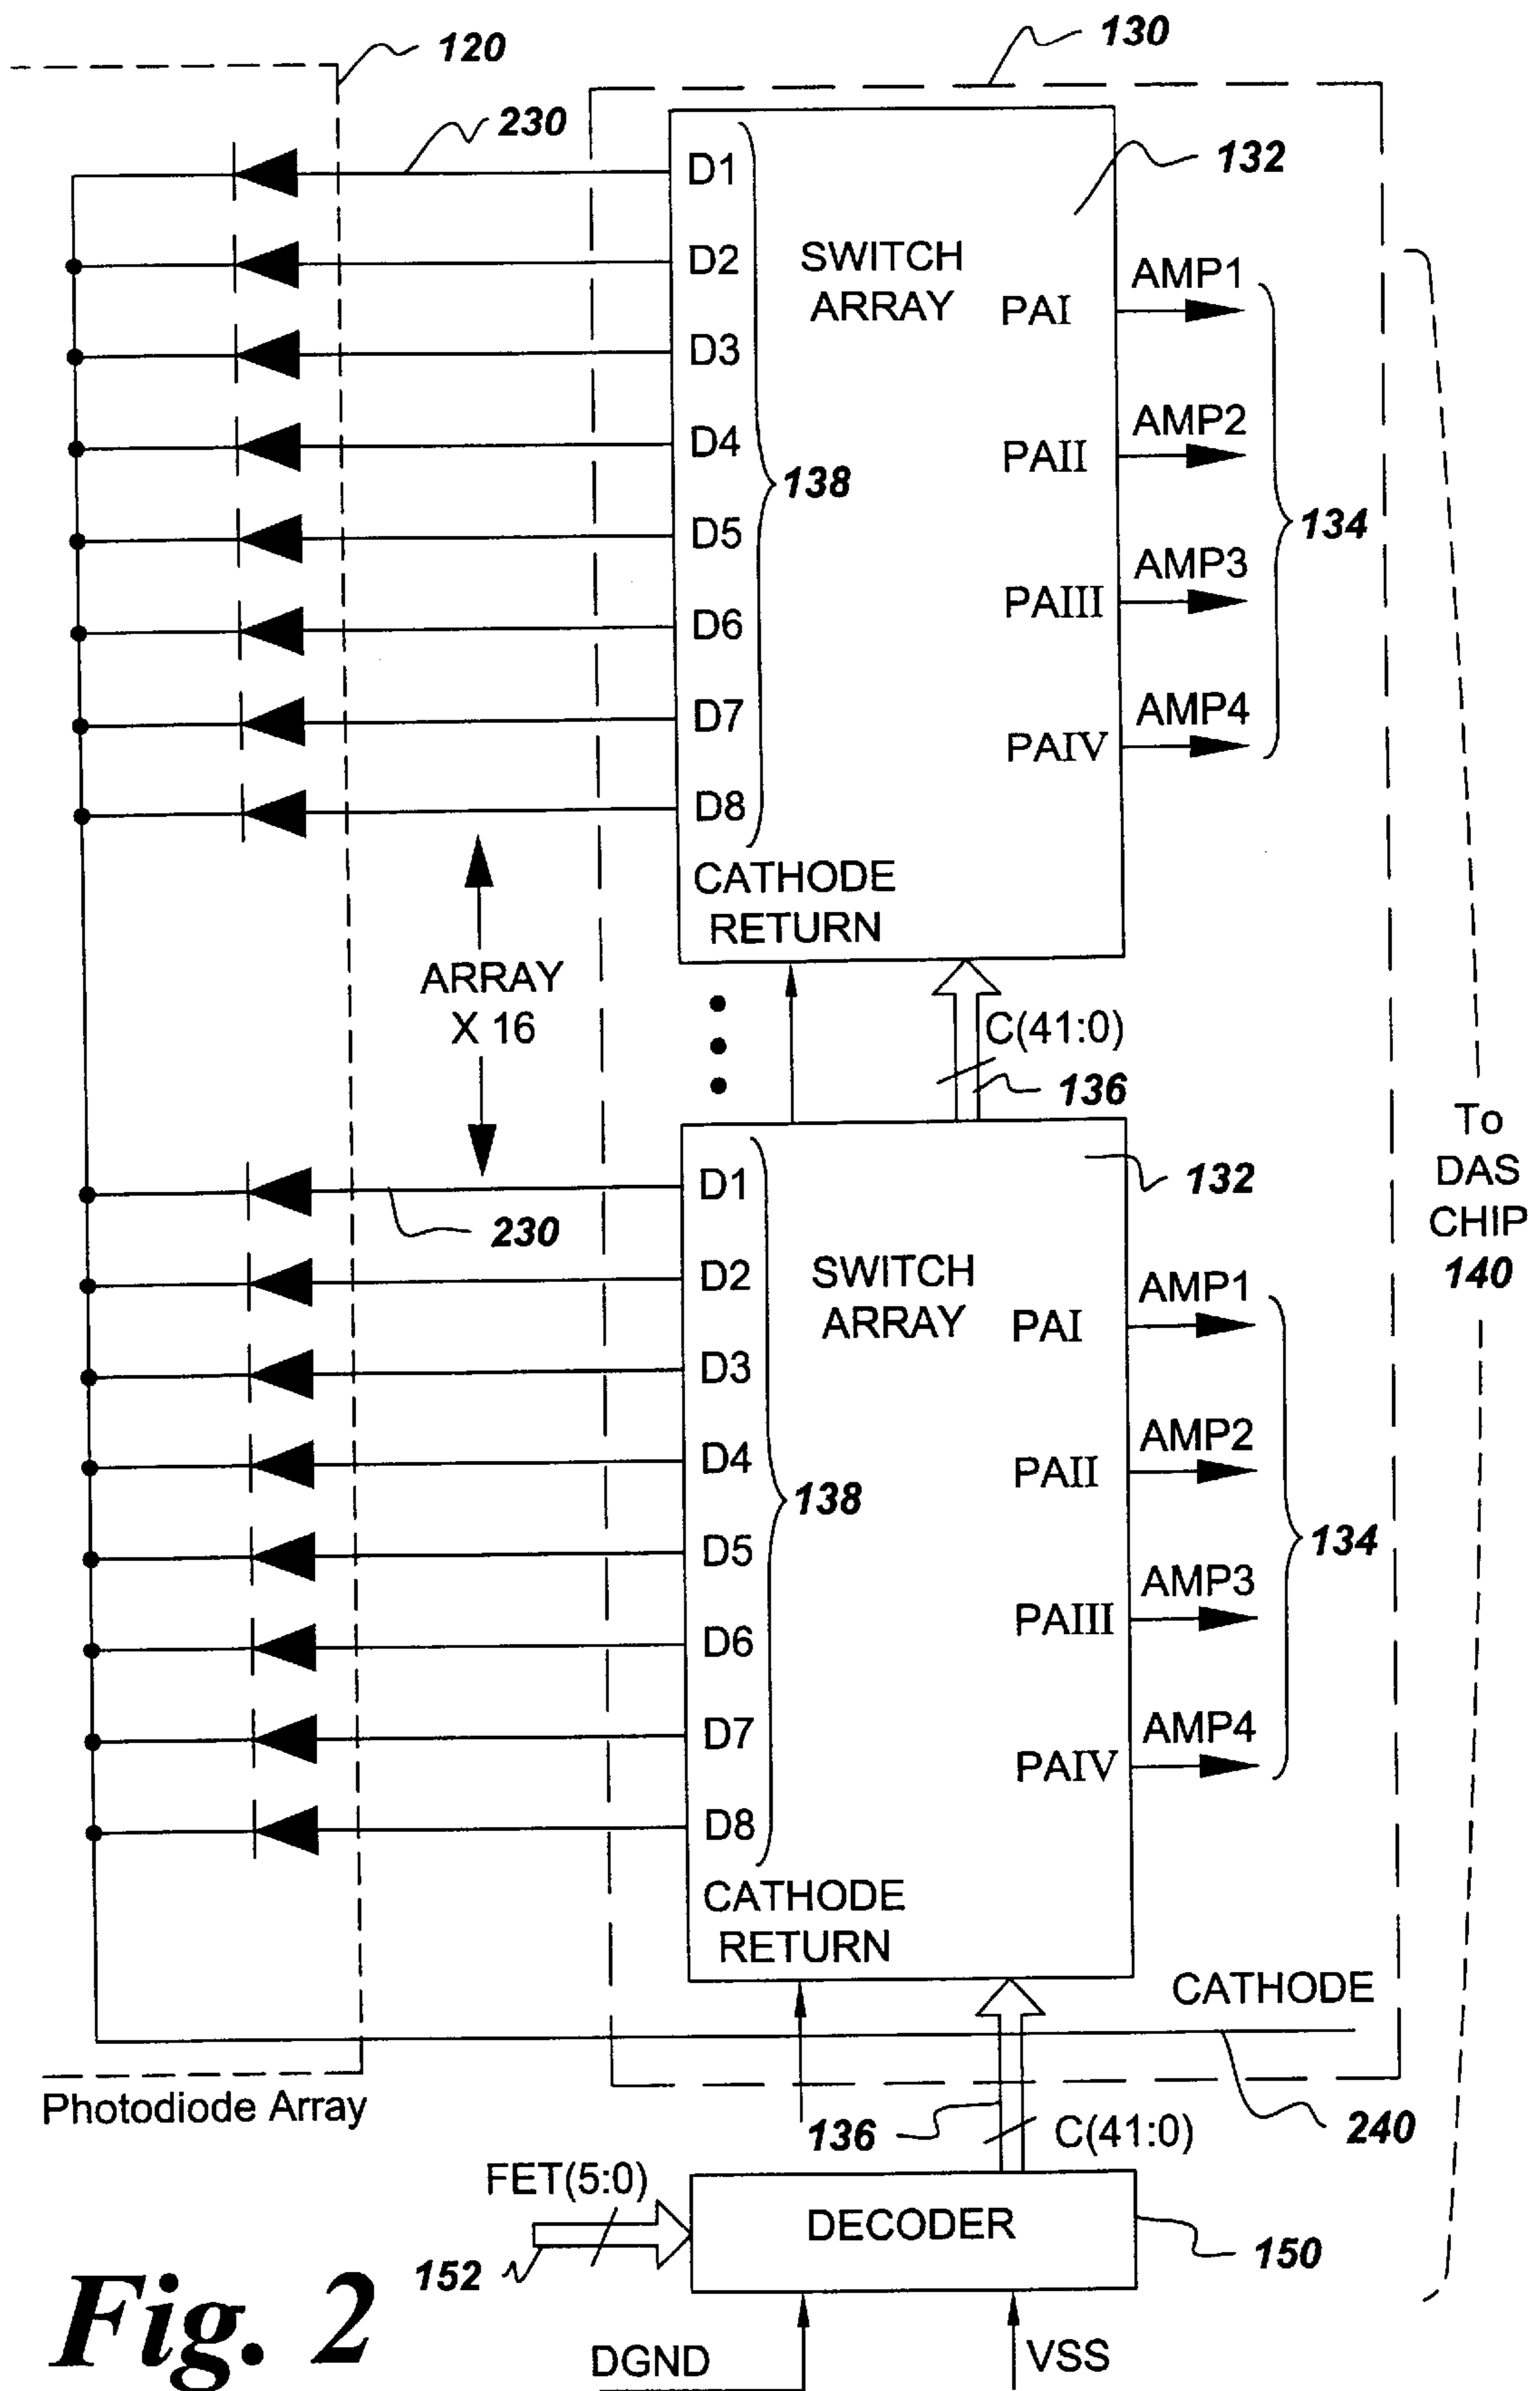 120
130
230
132
D1
D2
D3
D4
D5
D6
D7
D8
138
SWITCH
ARRAY
PAI
PAII
PAIII
PAIV
AMP1
AMP2
AMP3
AMP4
134
CATHODE
RETURN
ARRAY
X 16
C(41:0)
136
To
DAS
CHIP
140
230
132
D1
D2
D3
D4
D5
D6
D7
D8
138
SWITCH
ARRAY
PAI
PAII
PAIII
PAIV
AMP1
AMP2
AMP3
AMP4
134
CATHODE
RETURN
CATHODE
240
Photodiode Array
136
C(41:0)
FET(5:0)
152
DECODER
150
DGND
VSS
Fig. 2